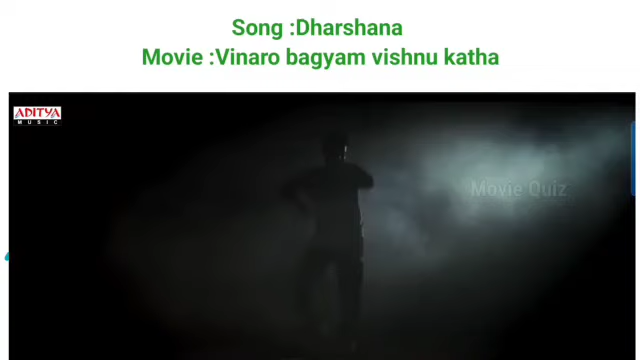 Song :Dharshana
Movie :Vinaro bagyam vishnu katha
ADITYA
MUSIC
Movie Quiz